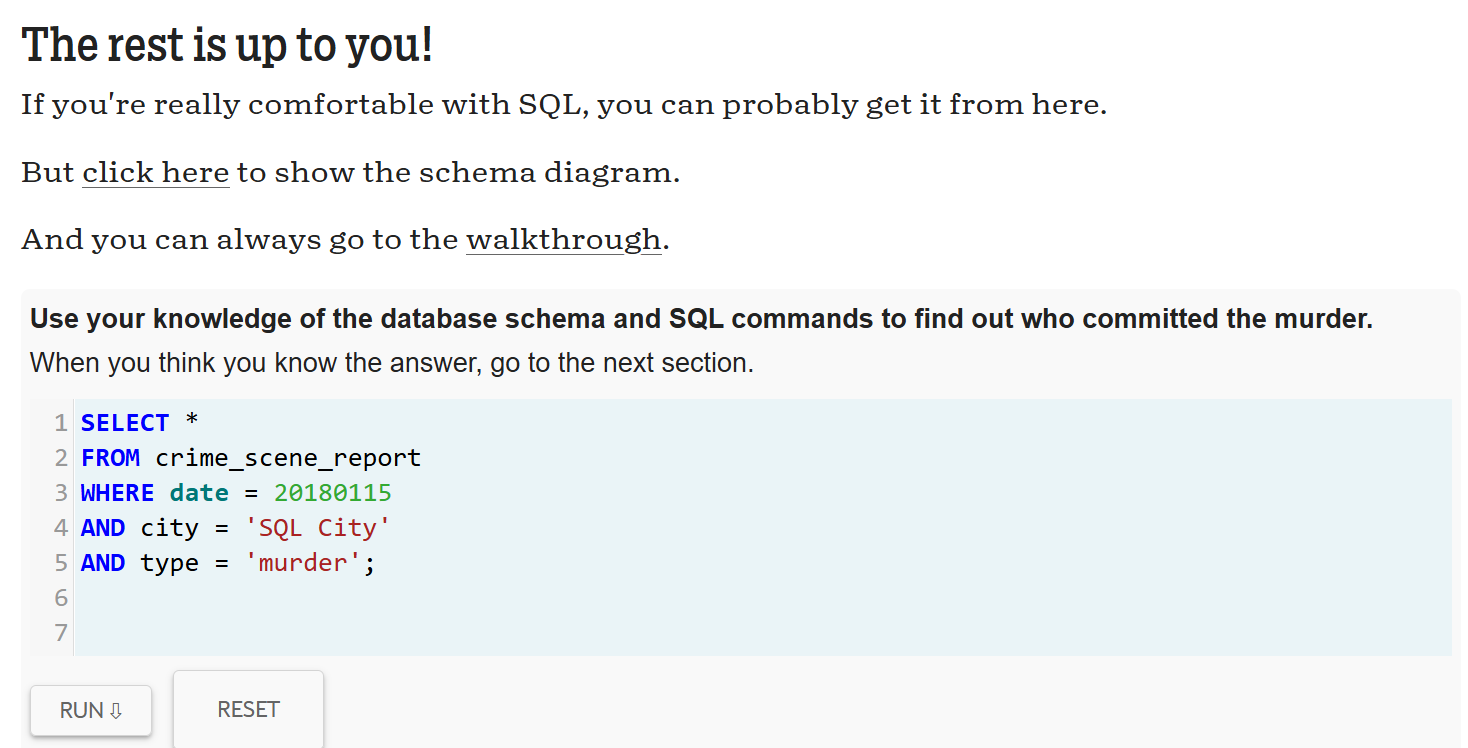 The rest is up to you!
If you're really comfortable with SQL, you can probably get it from here.
But click here to show the schema diagram.
And you can always go to the walkthrough.
Use your knowledge of the database schema and SQL commands to find out who committed the murder.
When you think you know the answer, go to the next section.
1 SELECT *
2 FROM crime_scene_report
3 WHERE date = 20180115
4 AND city = 'SQL City'
5 AND type = 'murder';
6
7
RUN ⇩ RESET